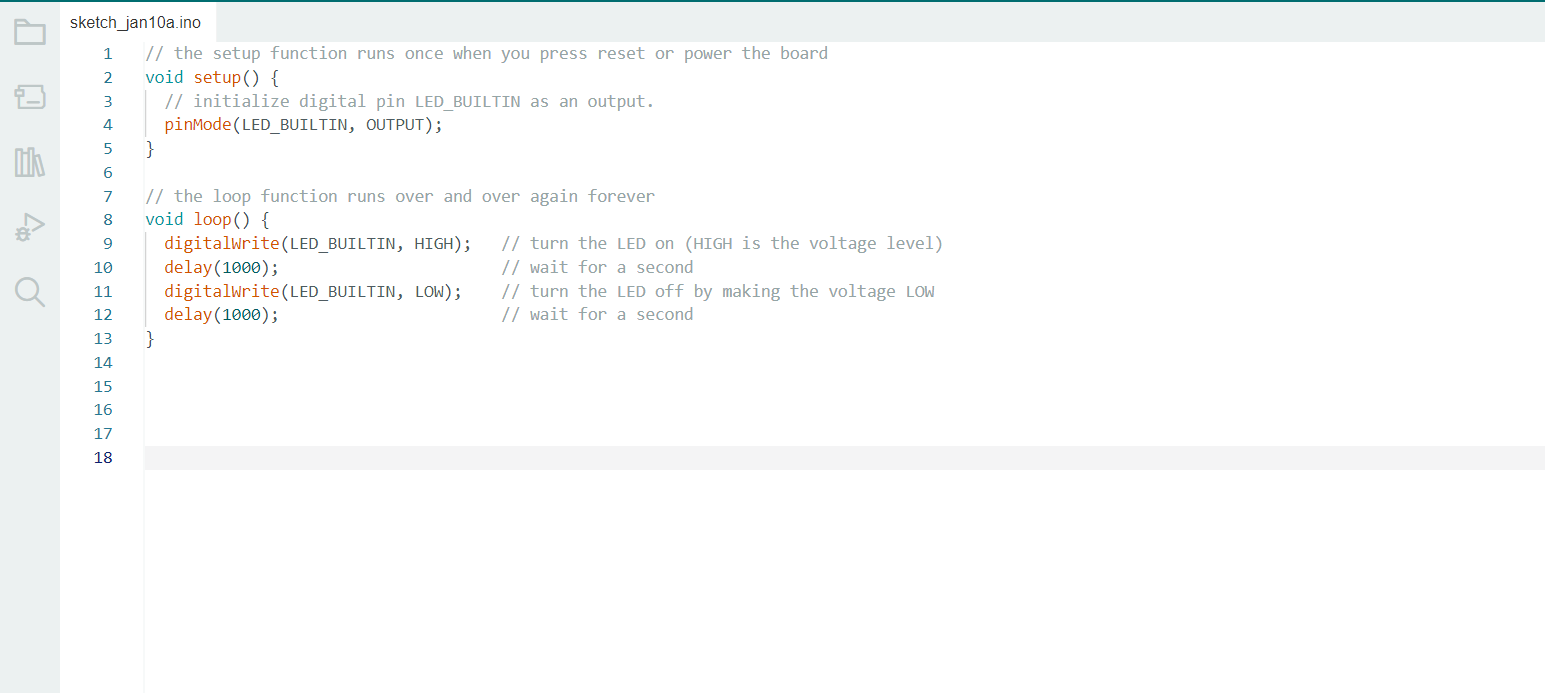 sketch_jan10a.ino
1 // the setup function runs once when you press reset or power the board
2 void setup() {
3   // initialize digital pin LED_BUILTIN as an output.
4   pinMode(LED_BUILTIN, OUTPUT);
5 }
6
7 // the loop function runs over and over again forever
8 void loop() {
9   digitalWrite(LED_BUILTIN, HIGH);   // turn the LED on (HIGH is the voltage level)
10   delay(1000);                       // wait for a second
11   digitalWrite(LED_BUILTIN, LOW);    // turn the LED off by making the voltage LOW
12   delay(1000);                       // wait for a second
13 }
14
15
16
17
18